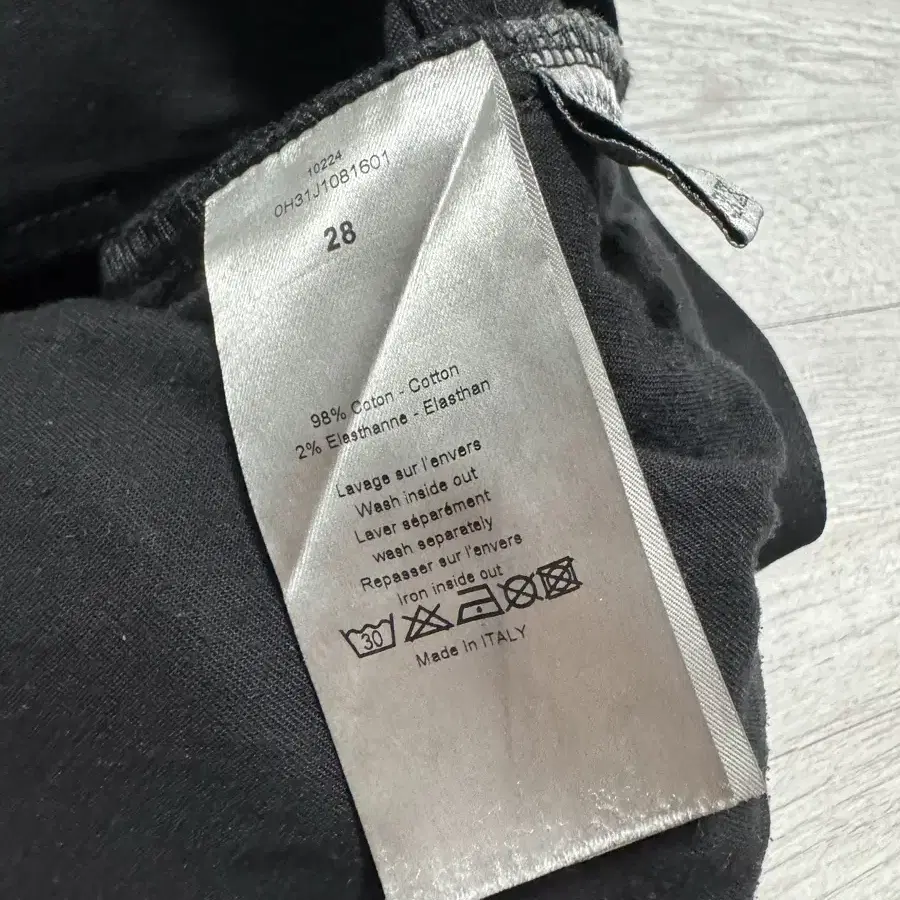 10224
0H31J1081601
28
98% Coton - Cotton
2% Elasthanne - Elasthan
Lavage sur l'envers
Wash inside out
Laver séparément
wash separately
Repasser sur l'envers
Iron inside out
30
Made In ITALY